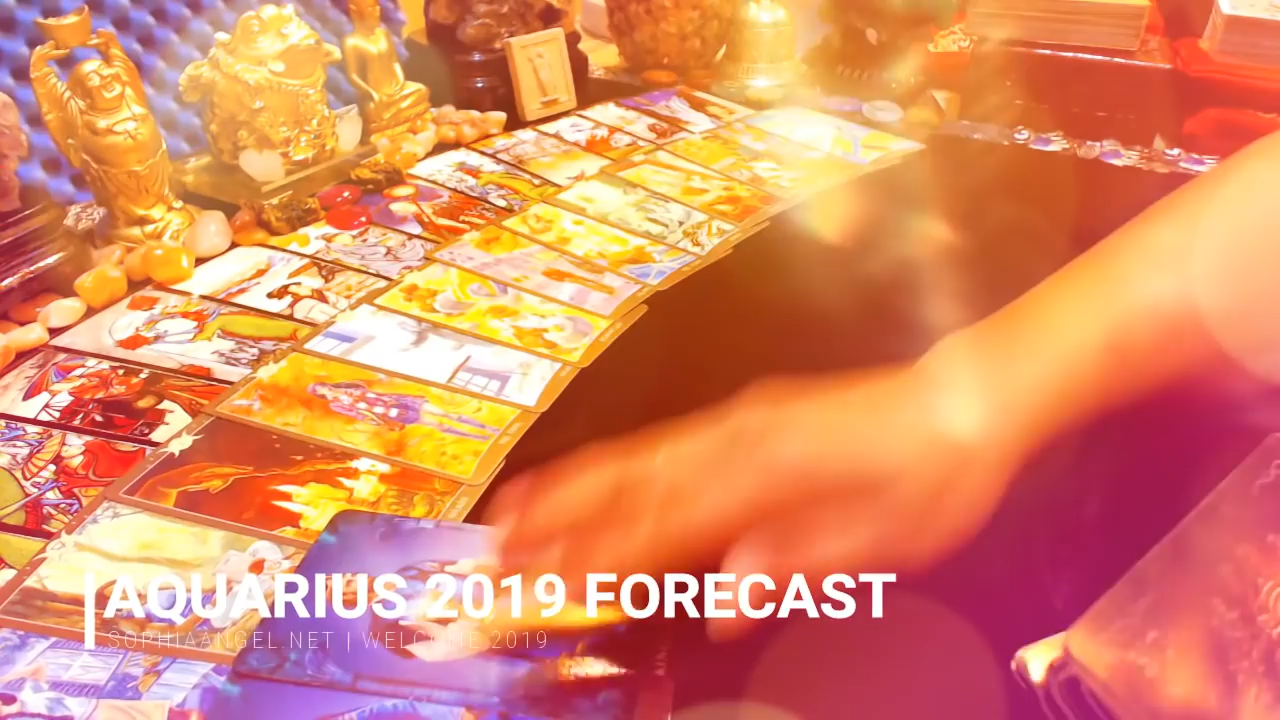 AQUARIUS 2019 FORECAST
SOPHIAANGEL.NET | WELCOME 2019